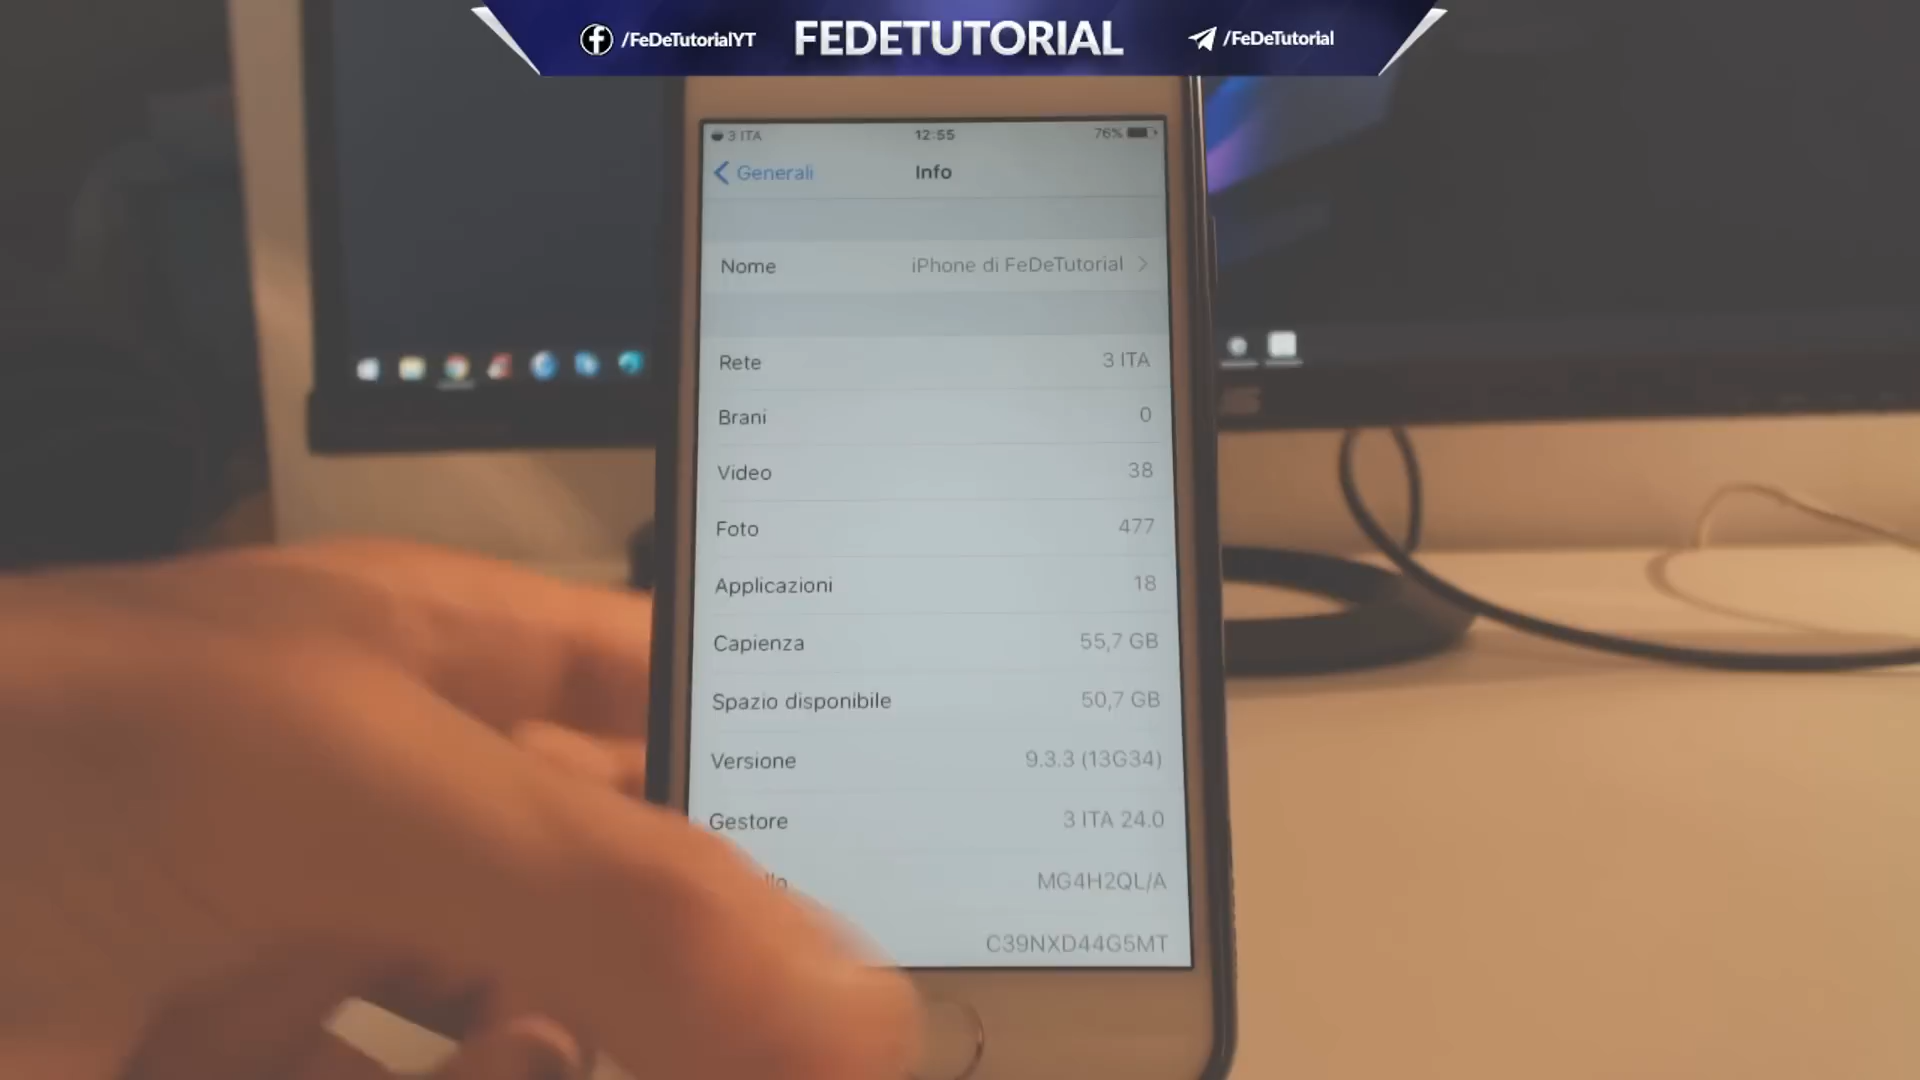 /FeDeTutorialYT
FEDETUTORIAL
/FeDeTutorial
3 ITA 12:55 76%
Generali Info
Nome iPhone di FeDeTutorial
Rete 3 ITA
Brani 0
Video 38
Foto 477
Applicazioni 18
Capienza 55,7 GB
Spazio disponibile 50,7 GB
Versione 9.3.3 (13G34)
Gestore 3 ITA 24.0
MG4H2QL/A
C39NXD44G5MT